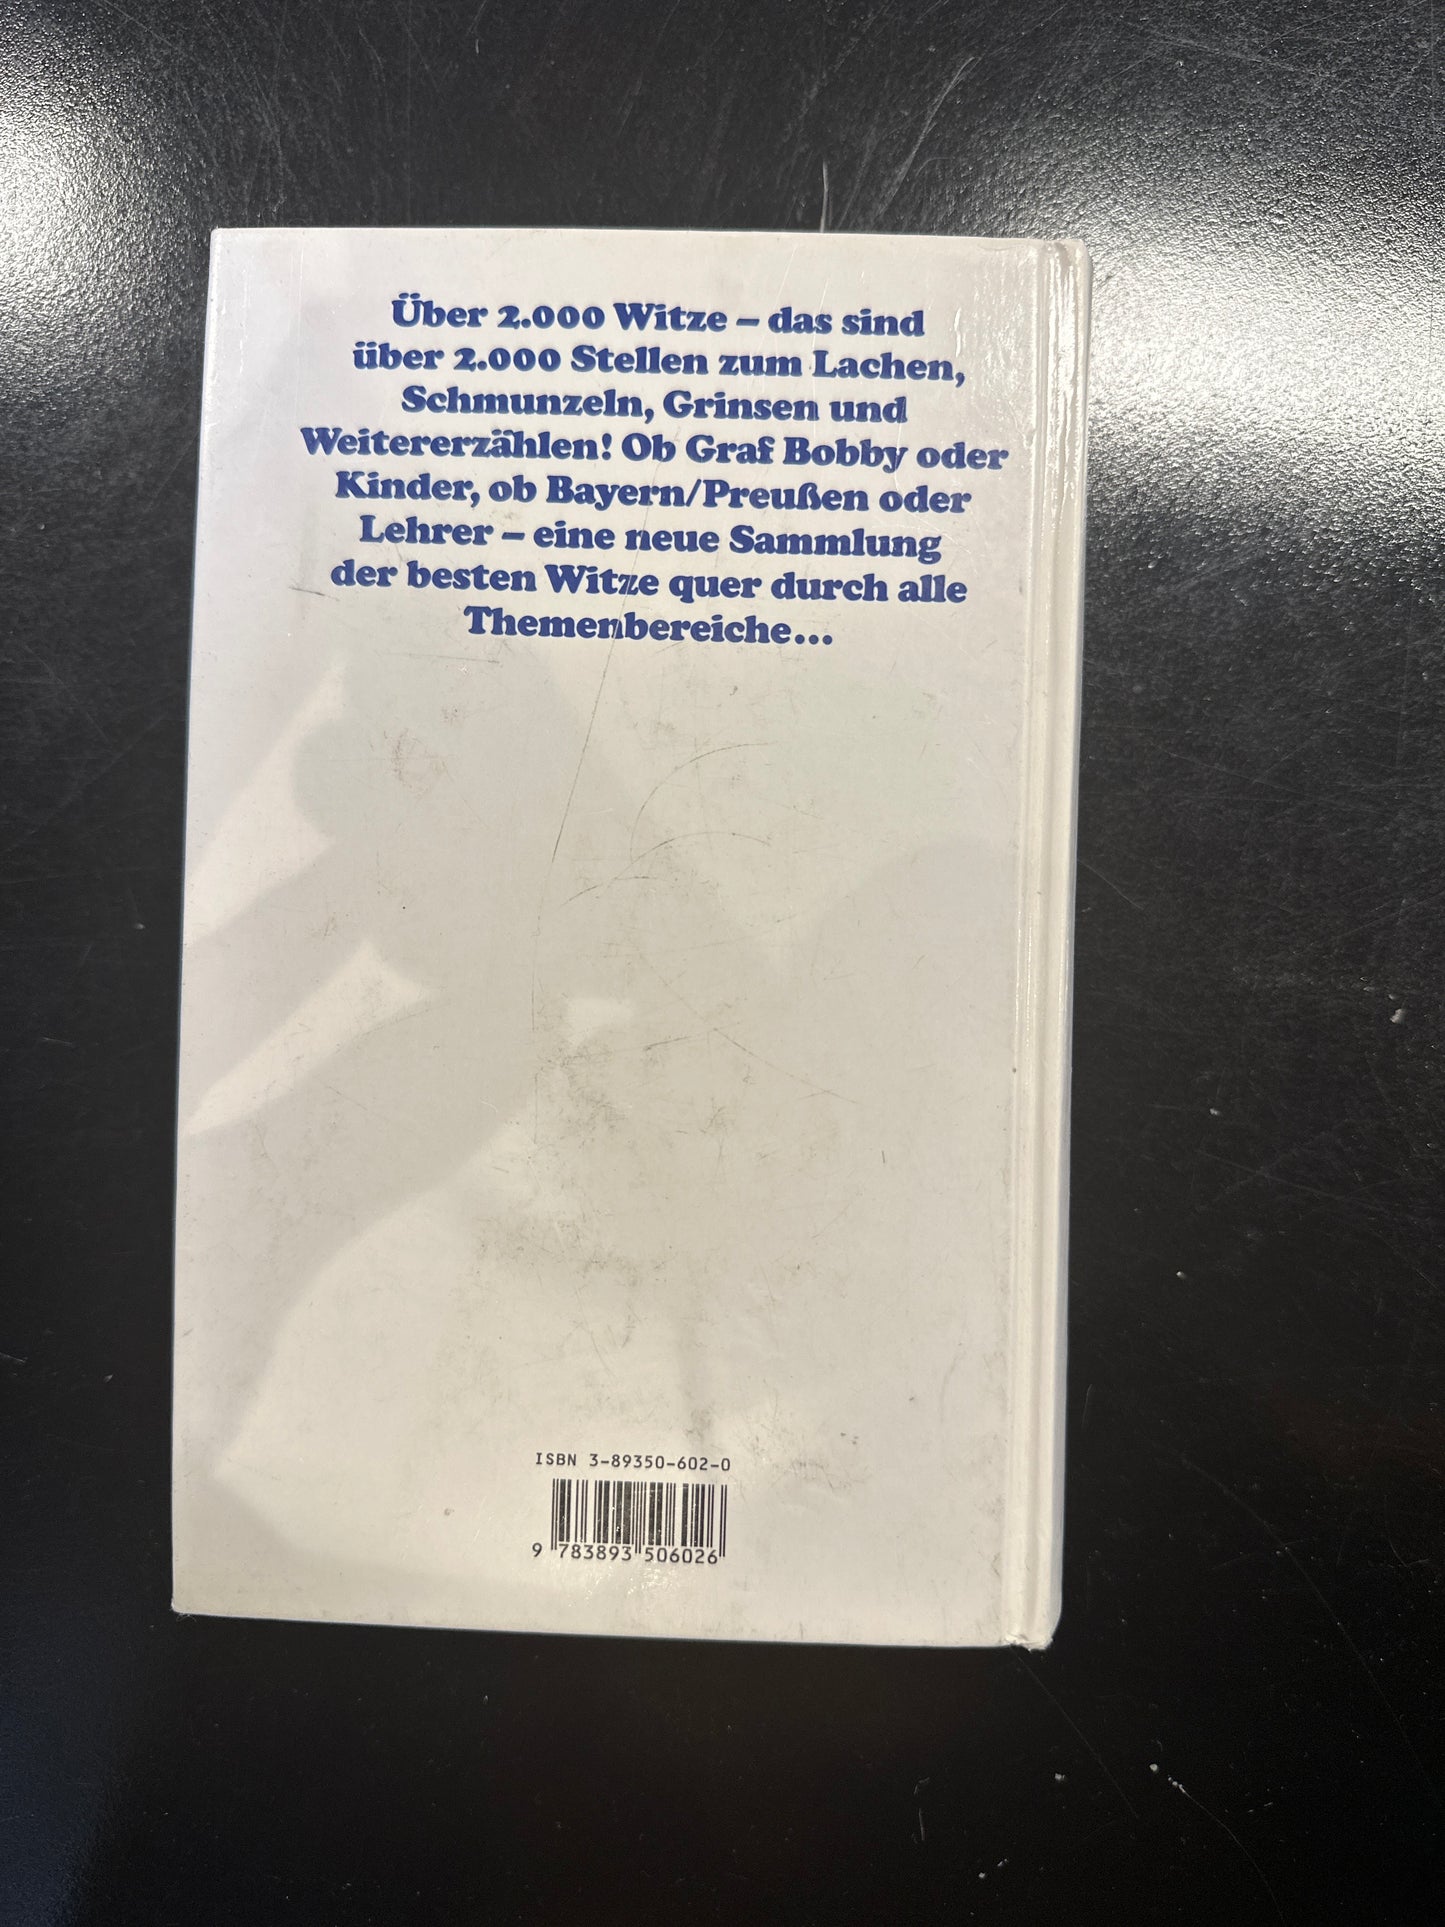 Über 2.000 Witze – das sind
über 2.000 Stellen zum Lachen,
Schmunzeln, Grinsen und
Weitererzählen! Ob Graf Bobby oder
Kinder, ob Bayern/Preußen oder
Lehrer – eine neue Sammlung
der besten Witze quer durch alle
Themenbereiche...
ISBN 3-89350-602-0
9 783893 506026